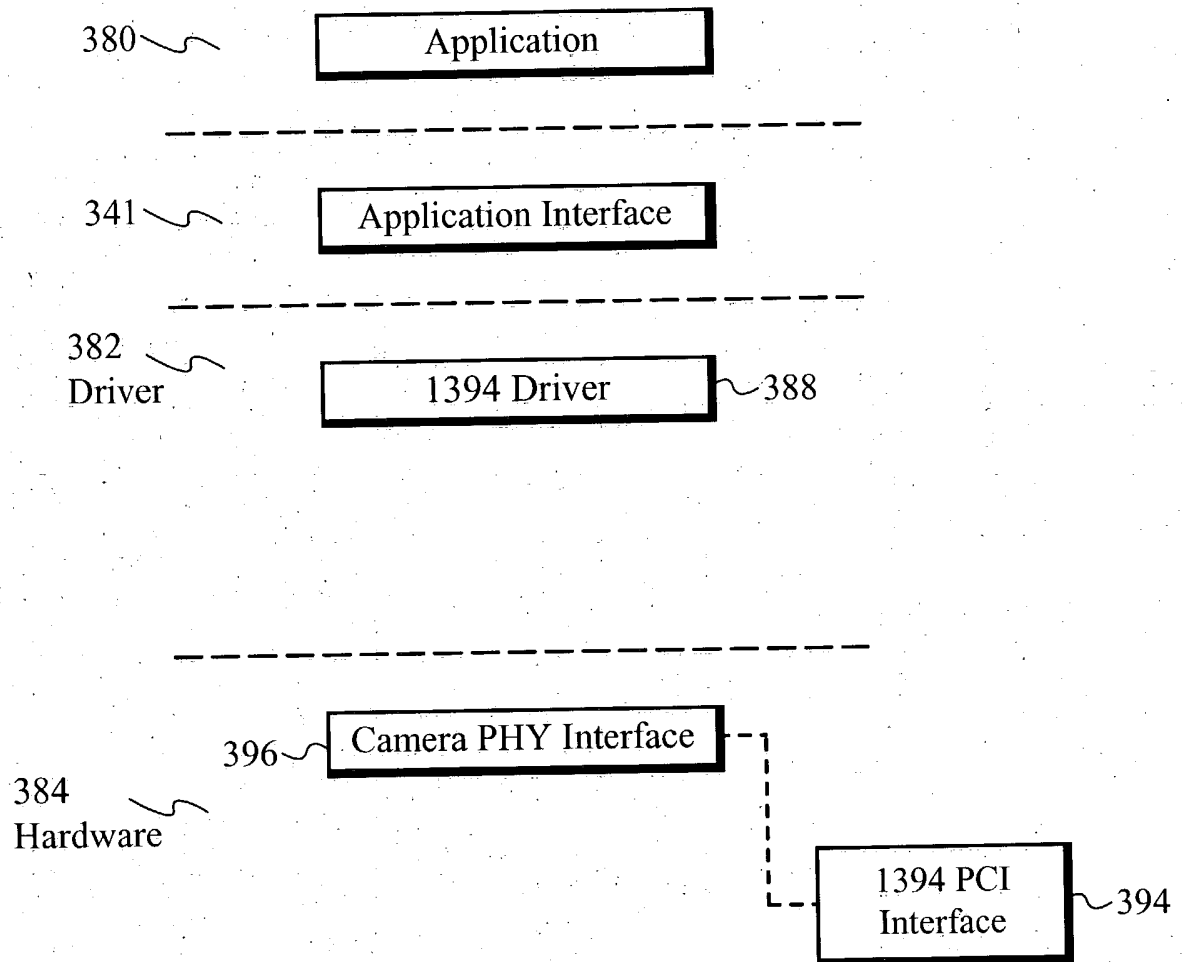 380
Application
341
Application Interface
382
Driver
1394 Driver
388
396
Camera PHY Interface
384
Hardware
1394 PCI
Interface
394